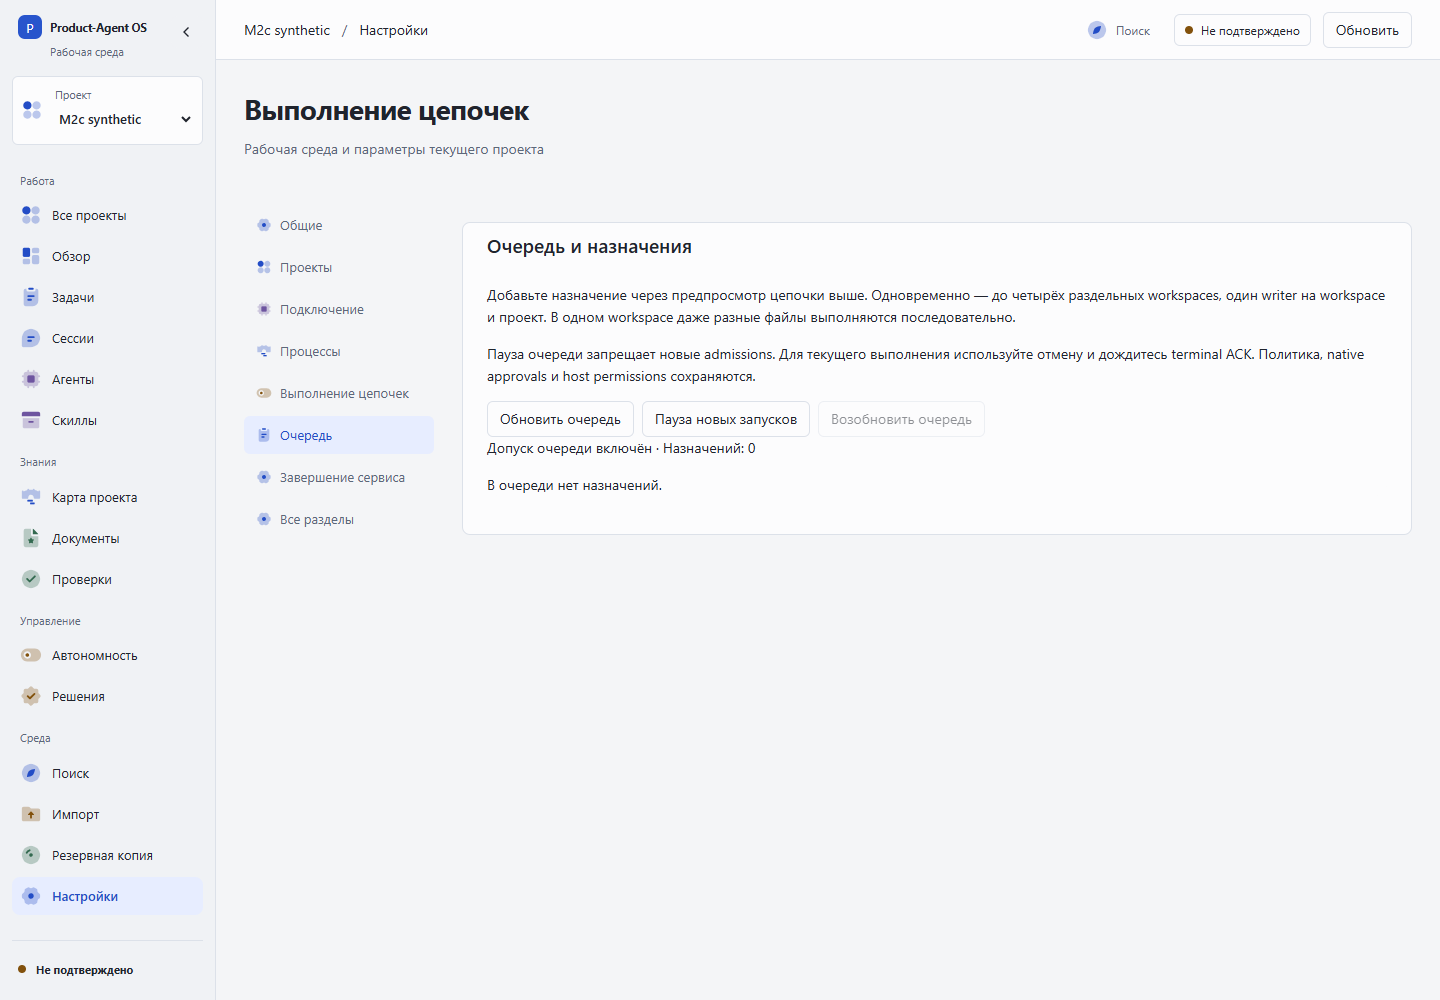 P
Product-Agent OS
Рабочая среда
Проект
M2c synthetic
Работа
Все проекты
Обзор
Задачи
Сессии
Агенты
Скиллы
Знания
Карта проекта
Документы
Проверки
Управление
Автономность
Решения
Среда
Поиск
Импорт
Резервная копия
Настройки
Не подтверждено
M2c synthetic / Настройки
Поиск
Не подтверждено
Обновить
Выполнение цепочек
Рабочая среда и параметры текущего проекта
Общие
Проекты
Подключение
Процессы
Выполнение цепочек
Очередь
Завершение сервиса
Все разделы
Очередь и назначения
Добавьте назначение через предпросмотр цепочки выше. Одновременно — до четырёх раздельных workspaces, один writer на workspace
и проект. В одном workspace даже разные файлы выполняются последовательно.
Пауза очереди запрещает новые admissions. Для текущего выполнения используйте отмену и дождитесь terminal ACK. Политика, native
approvals и host permissions сохраняются.
Обновить очередь
Пауза новых запусков
Возобновить очередь
Допуск очереди включён · Назначений: 0
В очереди нет назначений.